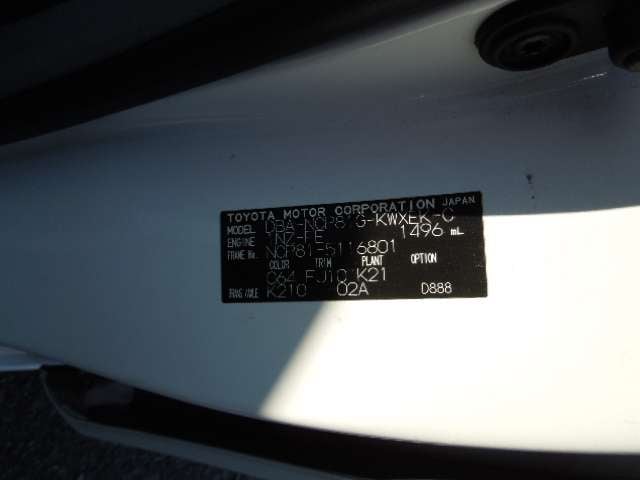 TOYOTA MOTOR CORPORATION JAPAN
MODEL DBA-NCP81G-KWXEK-C
ENGINE 1NZ-FE 1496 mL
FRAME No. NCP81-5116801
COLOR TRIM PLANT OPTION
064 FJ10 K21
TRANS/AXLE K210 02A D888